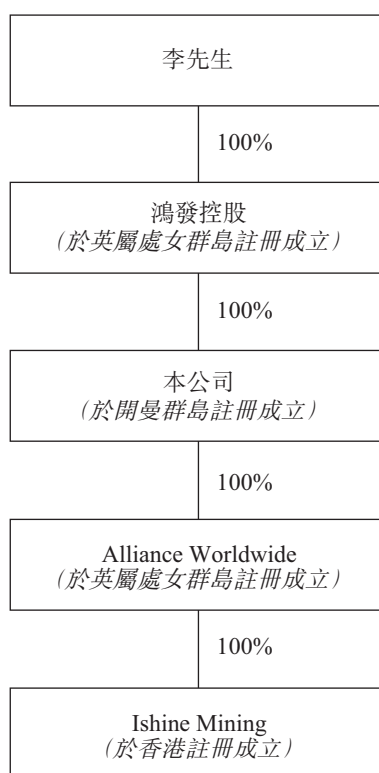 李先生
100%
鴻發控股
(於英屬處女群島註冊成立)
100%
本公司
(於開曼群島註冊成立)
100%
Alliance Worldwide
(於英屬處女群島註冊成立)
100%
Ishine Mining
(於香港註冊成立)